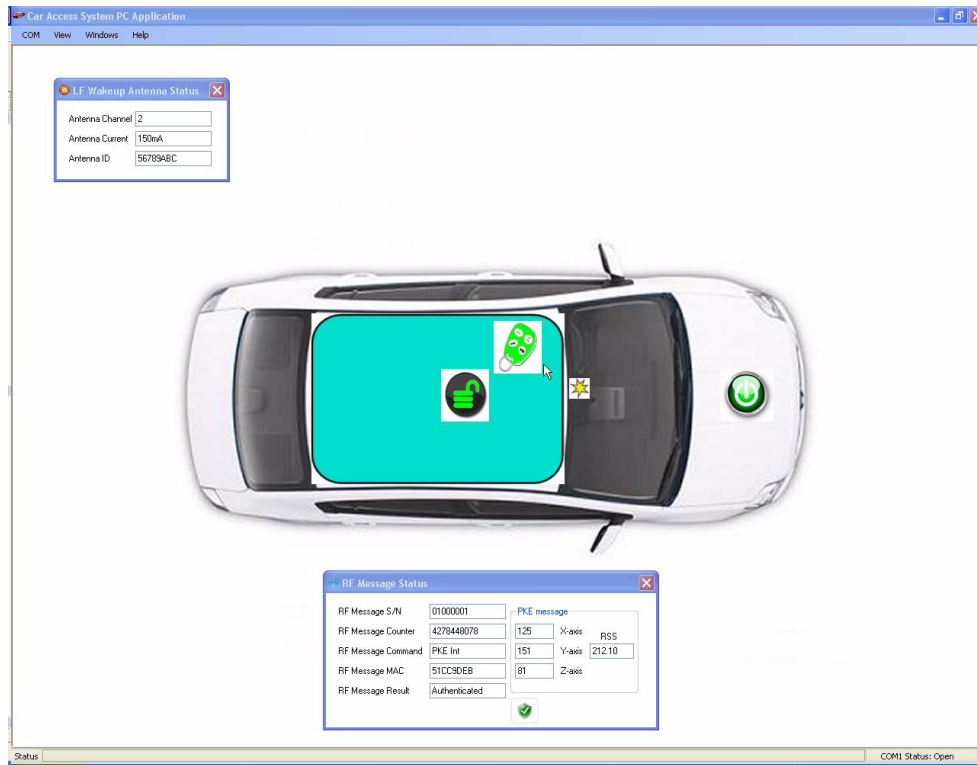 Car Access System PC Application
COM View Windows Help
LF Wakeup Antenna Status
Antenna Channel 2
Antenna Current 150mA
Antenna ID 56789ABC
RF Message Status
RF Message S/N 01000001
RF Message Counter 4278448078
RF Message Command PKE Int
RF Message MAC 51CC9DEB
RF Message Result Authenticated
PKE message
125 X-axis
RSS
151 Y-axis 212.10
81 Z-axis
Status
COM1 Status: Open